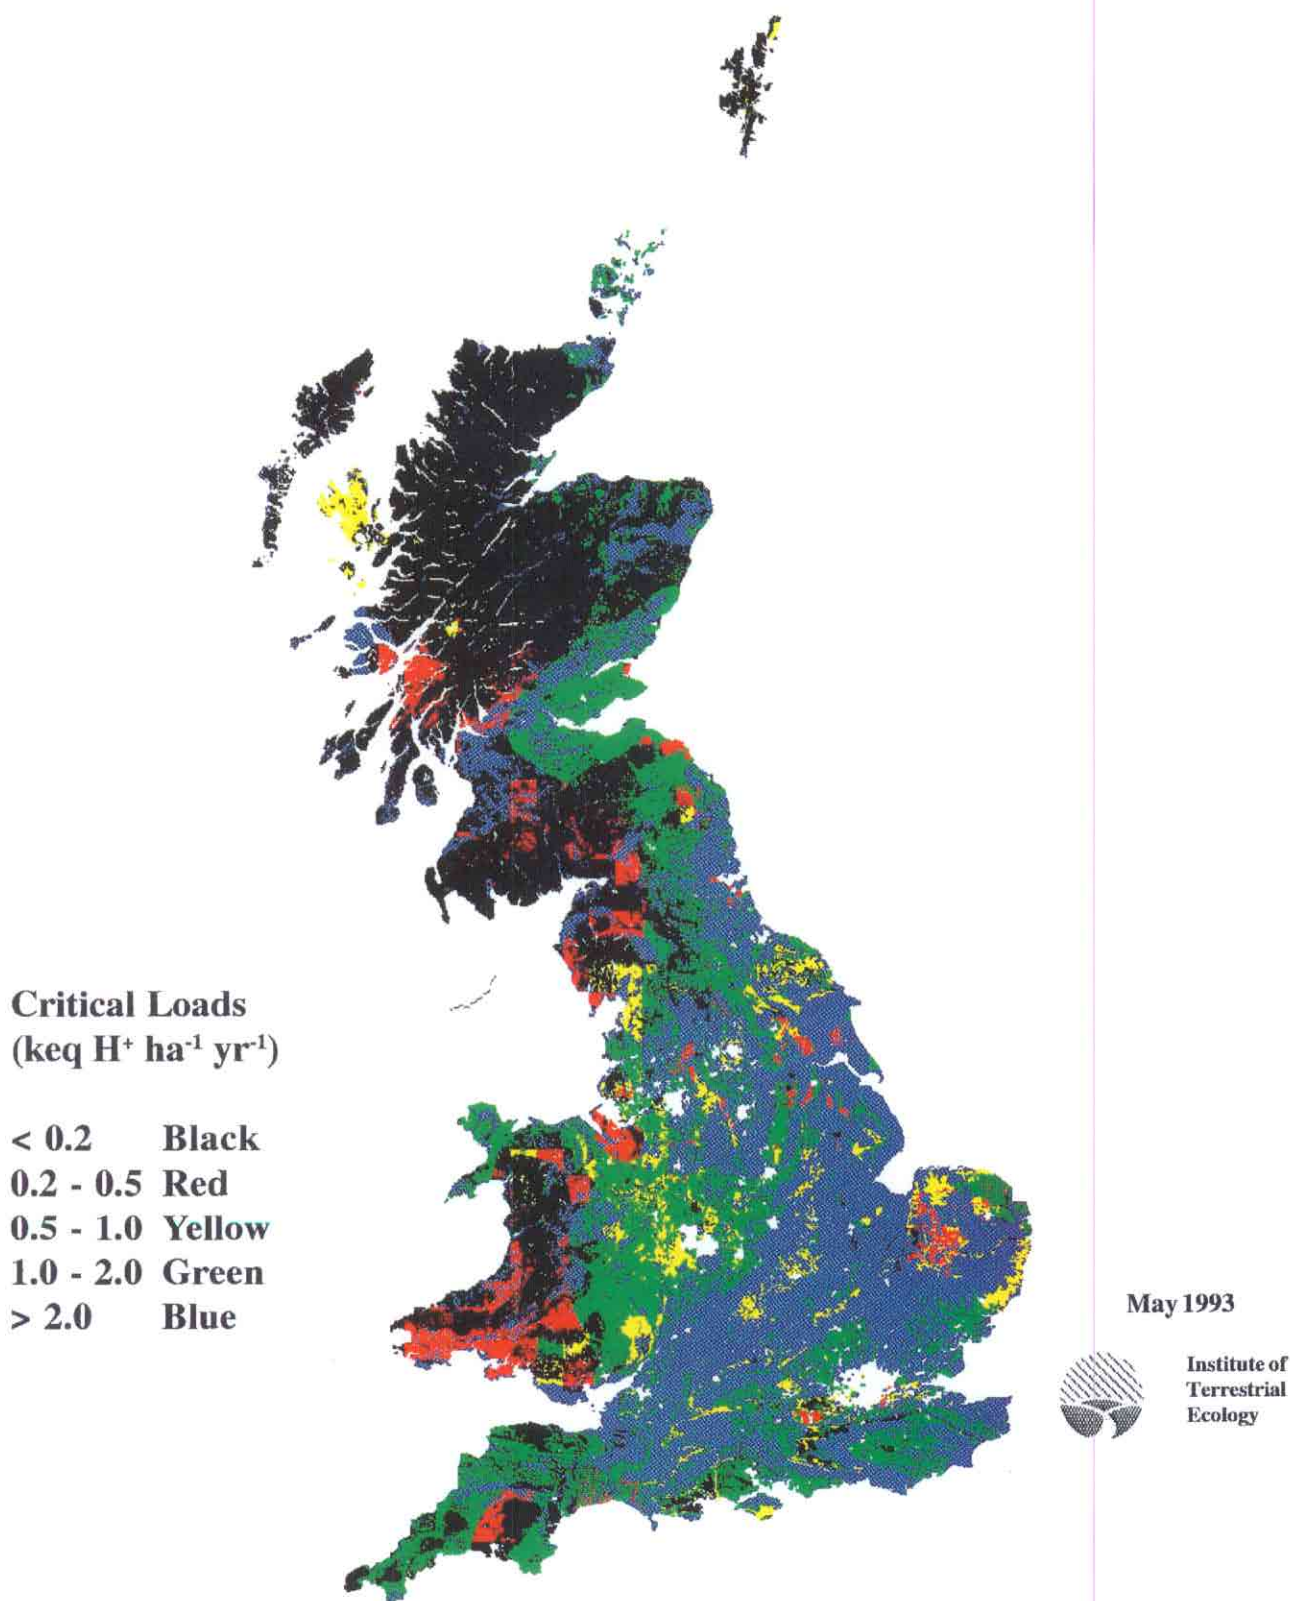 Critical Loads
(keq H⁺ ha⁻¹ yr⁻¹)
< 0.2 Black
0.2 - 0.5 Red
0.5 - 1.0 Yellow
1.0 - 2.0 Green
> 2.0 Blue
May 1993
Institute of
Terrestrial
Ecology